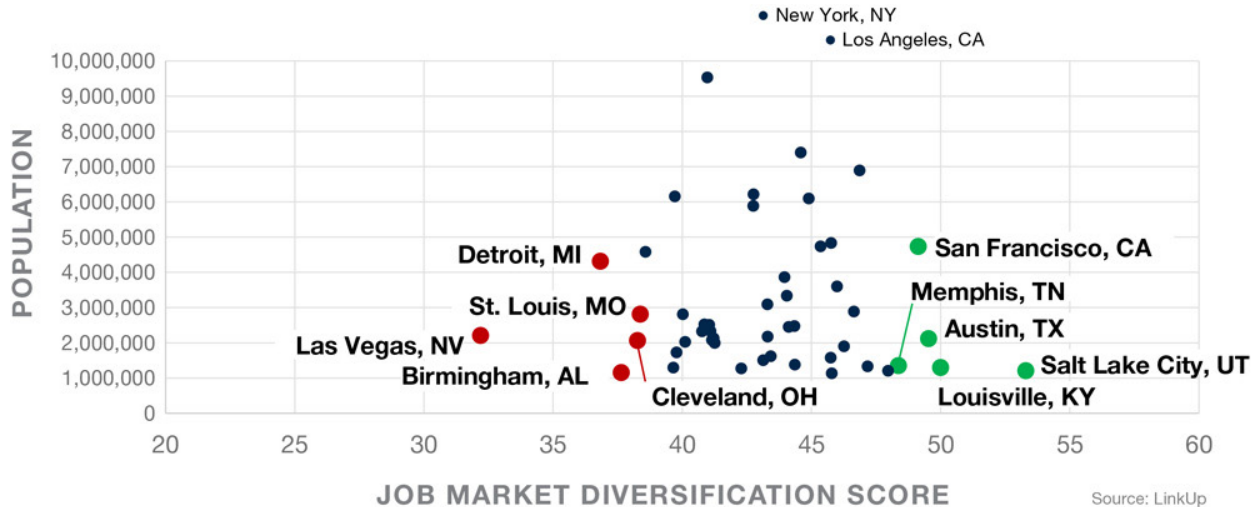 New York, NY
Los Angeles, CA
POPULATION
10,000,000
9,000,000
8,000,000
7,000,000
6,000,000
5,000,000
4,000,000
3,000,000
2,000,000
1,000,000
0
Detroit, MI
San Francisco, CA
St. Louis, MO
Memphis, TN
Las Vegas, NV
Austin, TX
Birmingham, AL
Salt Lake City, UT
Cleveland, OH
Louisville, KY
20 25 30 35 40 45 50 55 60
JOB MARKET DIVERSIFICATION SCORE
Source: LinkUp